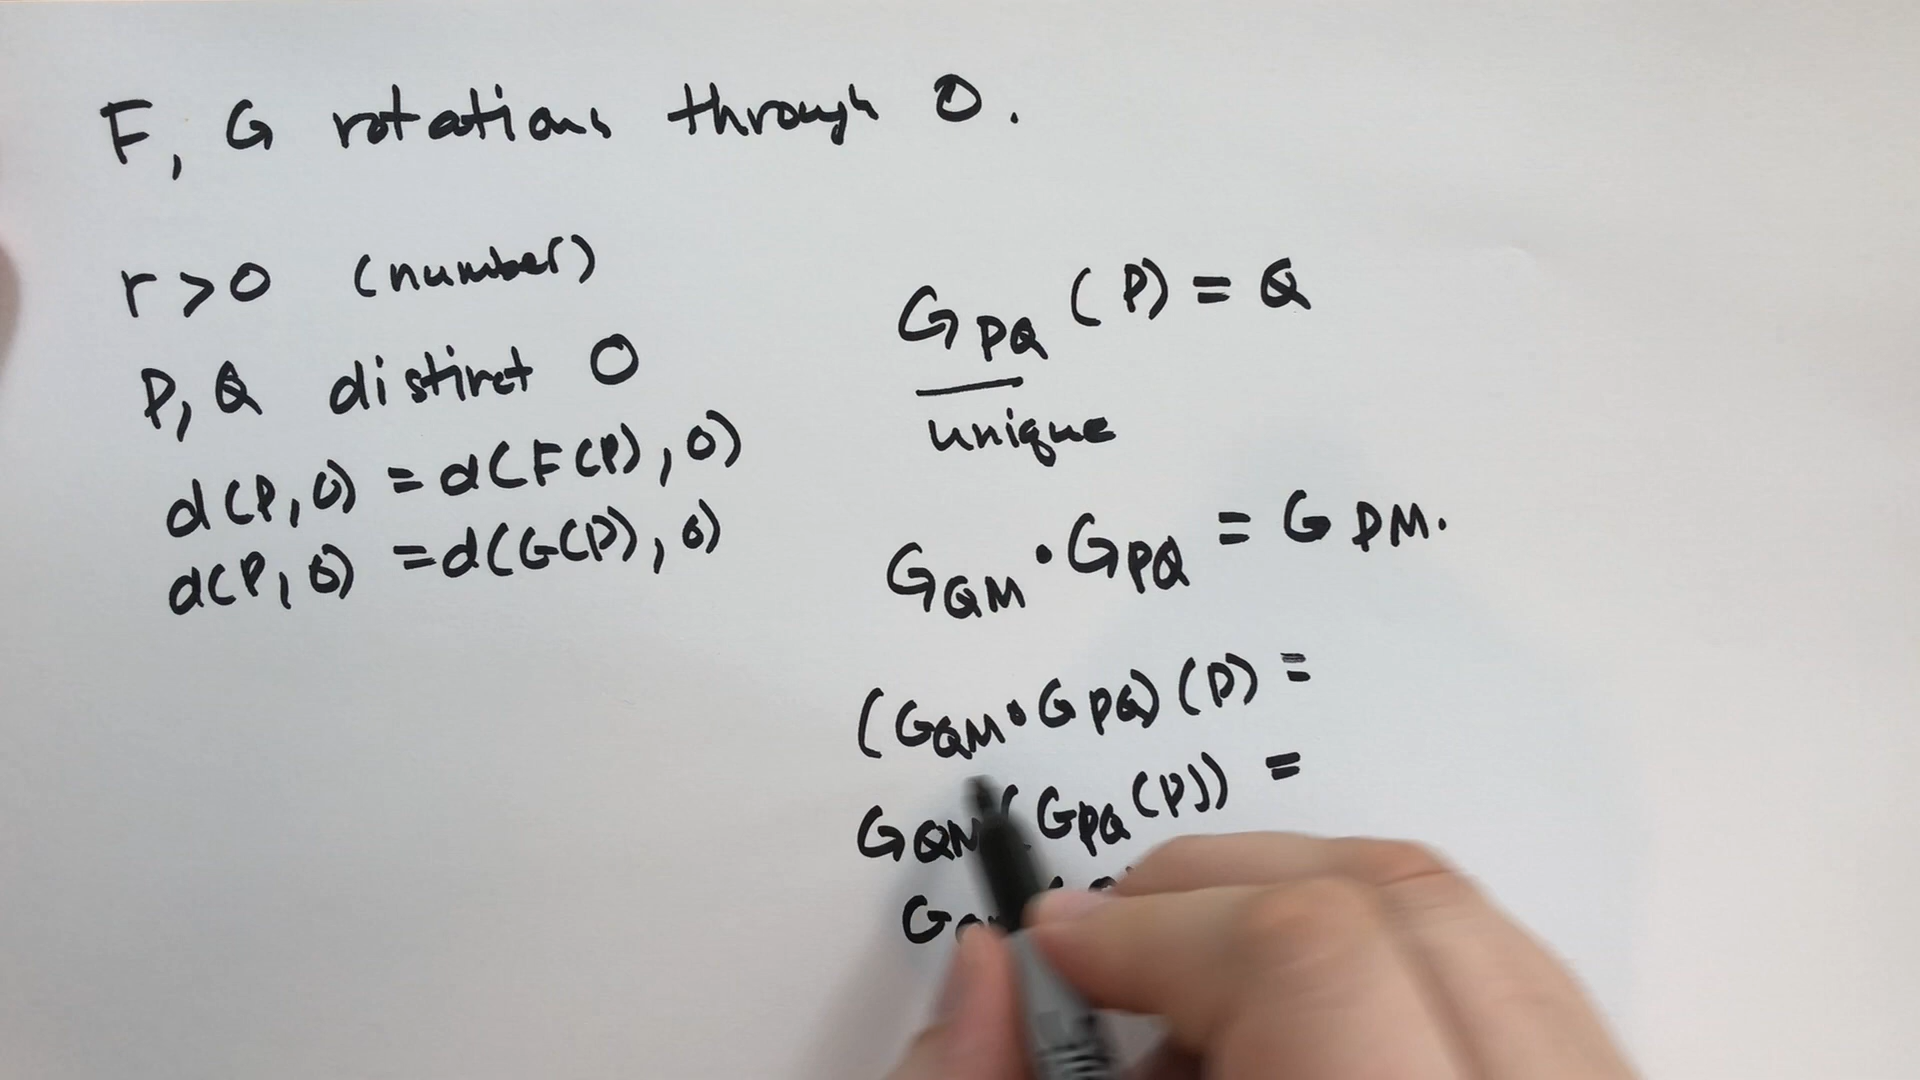 F, G rotations through O.
r > 0 (number)
P, Q distinct O
d(P, O) = d(F(P), O)
d(P, O) = d(G(P), O)
G_PQ (P) = Q
unique
G_QM · G_PQ = G_PM.
(G_QM · G_PQ)(P) =
G_QM (G_PQ (P)) =